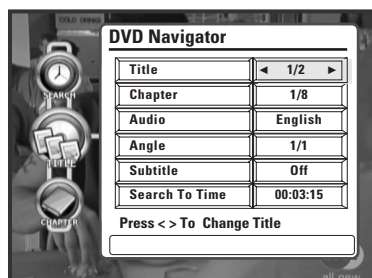 COLD DRINKS
DVD Navigator
Title ◄ 1/2 ►
Chapter 1/8
Audio English
Angle 1/1
Subtitle Off
Search To Time 00:03:15
Press < > To Change Title
SEARCH
TITLE
CHAPTER
all new